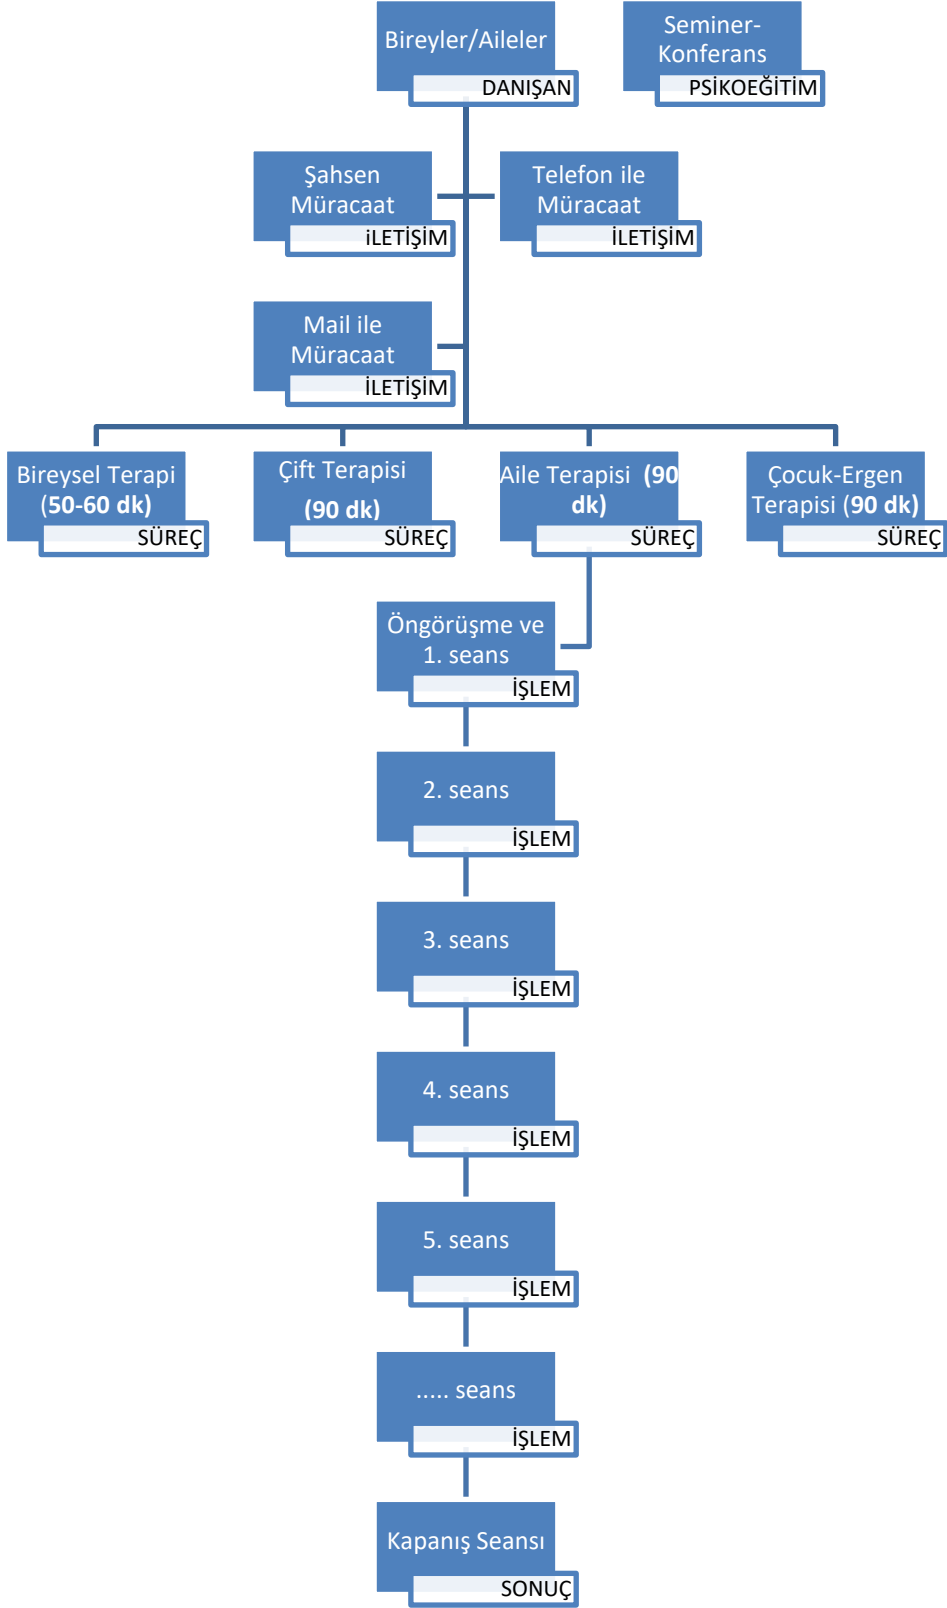 Bireyler/Aileler
DANIŞAN
Seminer-
Konferans
PSİKOEĞİTİM
Şahsen
Müracaat
iLETİŞİM
Telefon ile
Müracaat
İLETİŞİM
Mail ile
Müracaat
İLETİŞİM
Bireysel Terapi
(50-60 dk)
SÜREÇ
Çift Terapisi
(90 dk)
SÜREÇ
Aile Terapisi (90
dk)
SÜREÇ
Çocuk-Ergen
Terapisi (90 dk)
SÜREÇ
Öngörüşme ve
1. seans
İŞLEM
2. seans
İŞLEM
3. seans
İŞLEM
4. seans
İŞLEM
5. seans
İŞLEM
..... seans
İŞLEM
Kapanış Seansı
SONUÇ